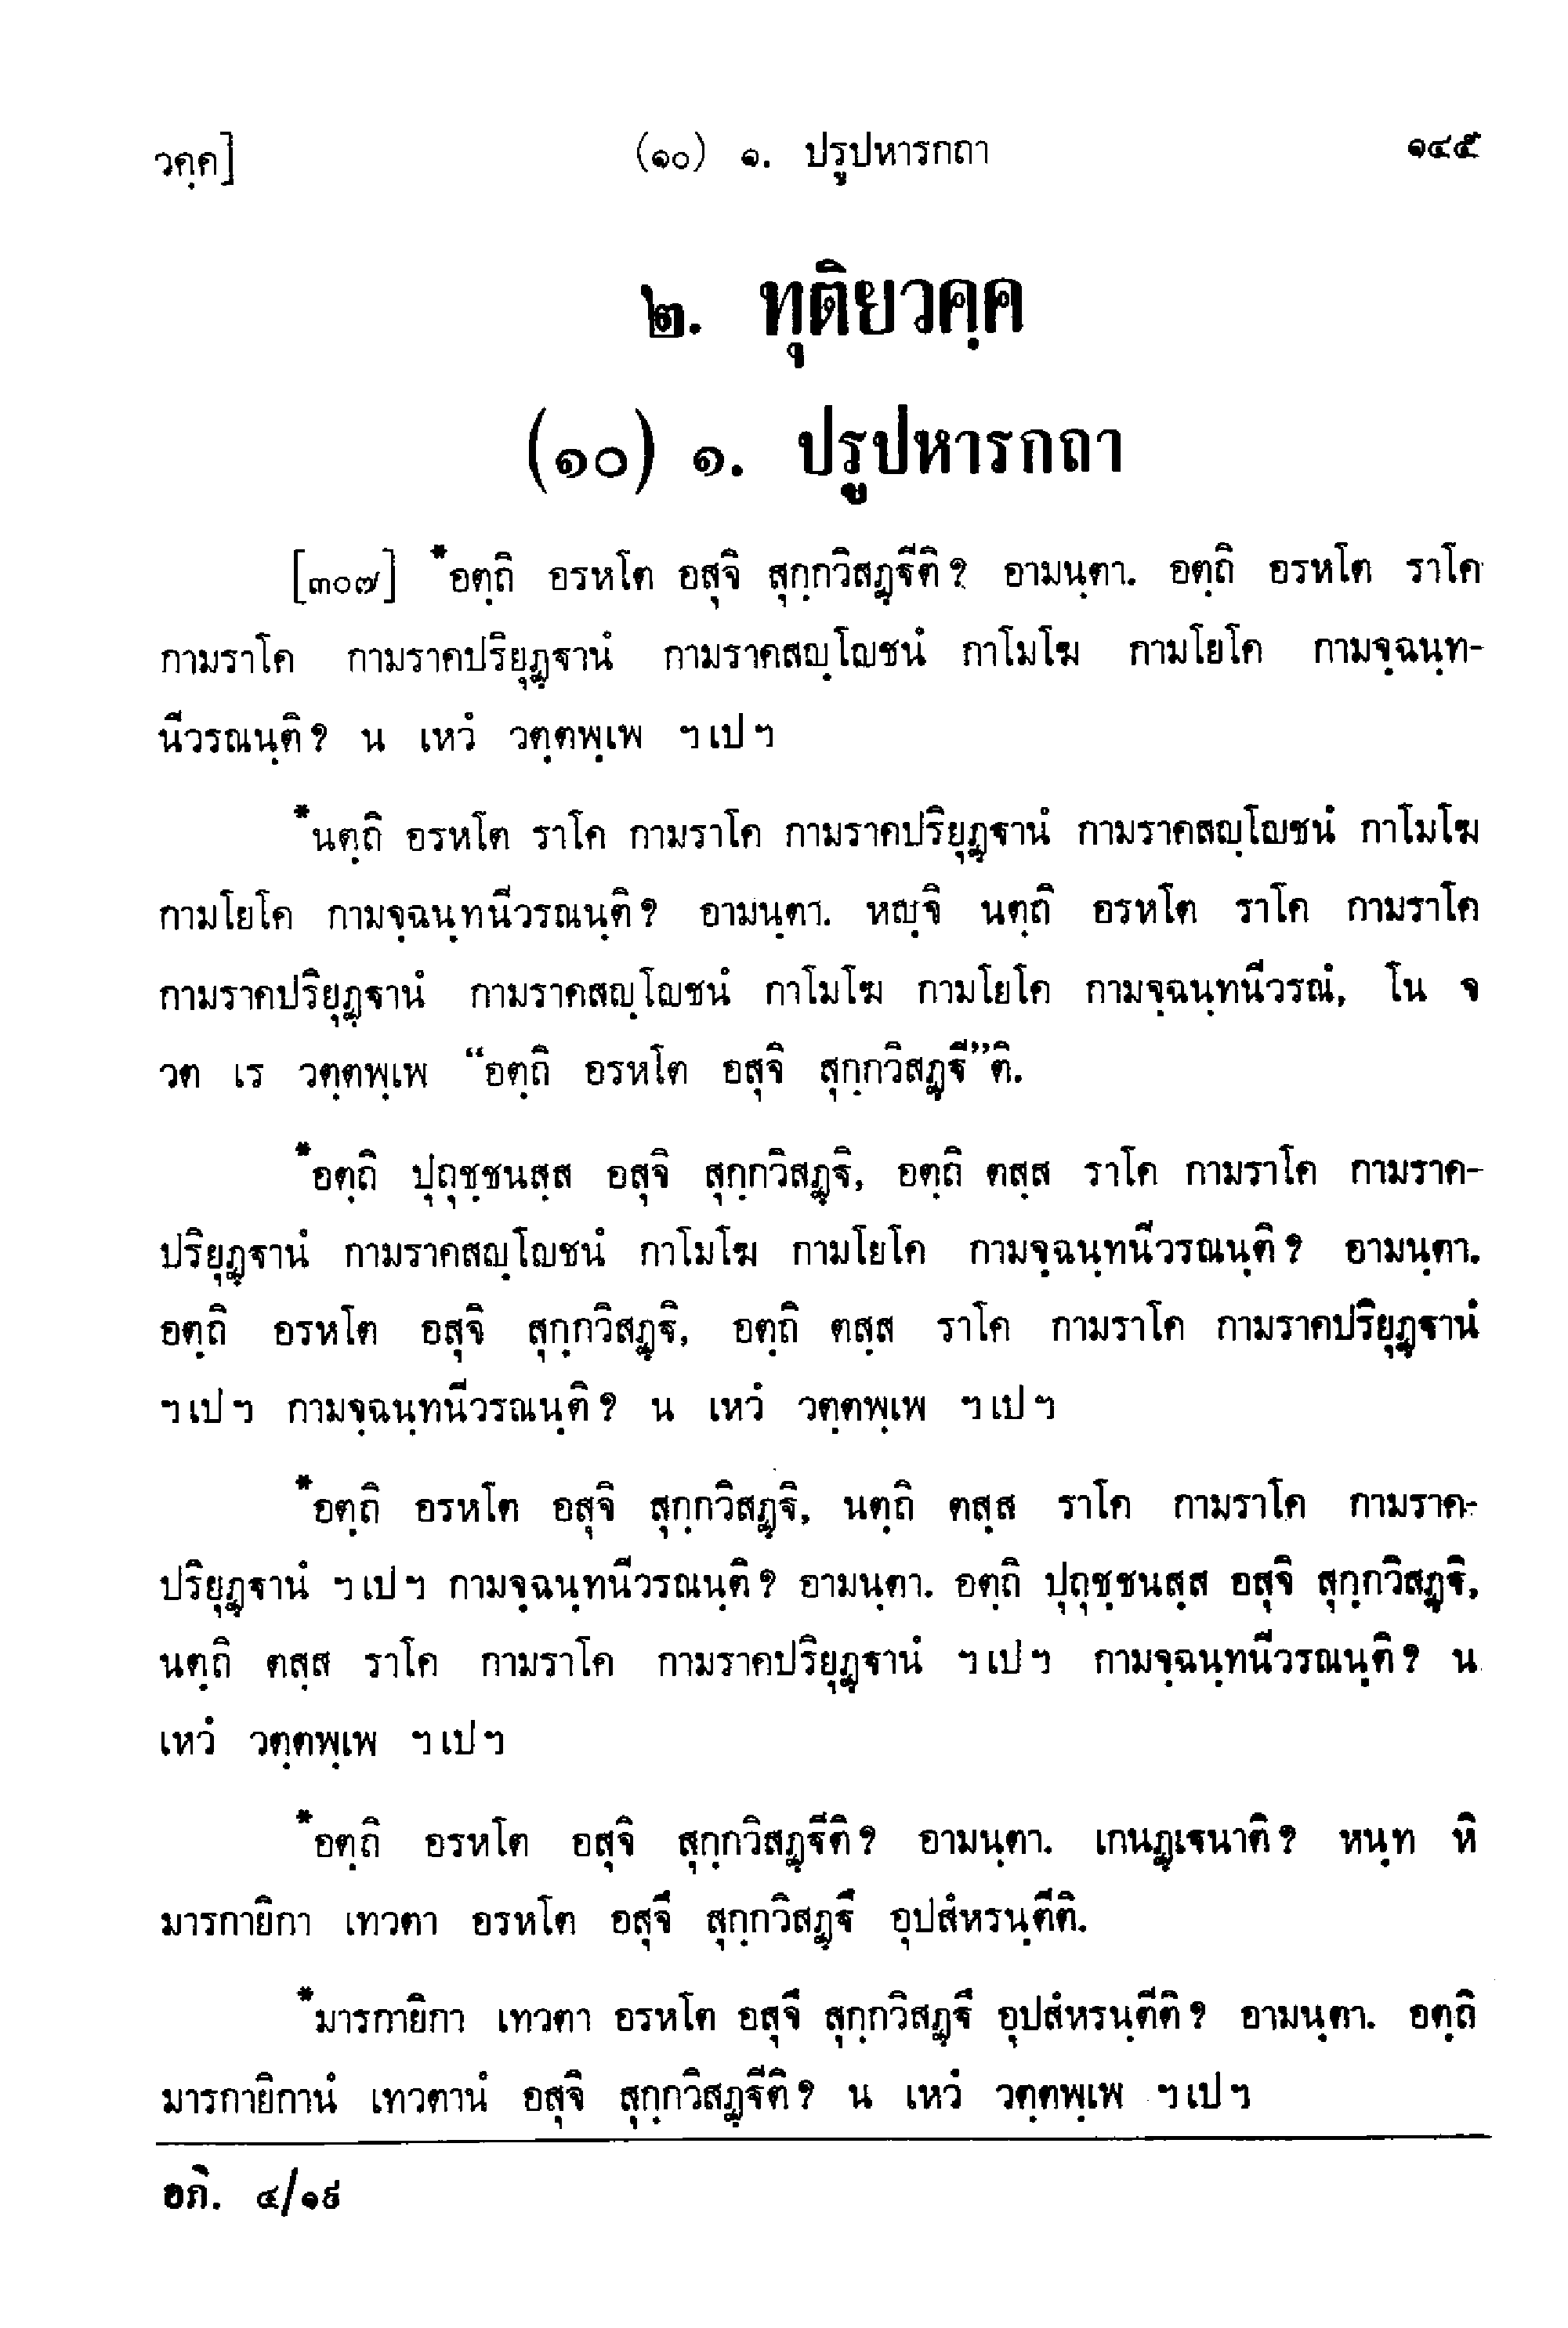 วคฺค] (๑๐) ๑. ปรูปหารกถา ๑๔๕
๒. ทุติยวคฺค
(๑๐) ๑. ปรูปหารกถา
[๓๐๗] *อตฺถิ อรหโต อสุจิ สุกฺกวิสฏฺฐีติ? อามนฺตา. อตฺถิ อรหโต ราโค
กามราโค กามราคปริยุฏฺฐานํ กามราคสญฺโญชนํ กาโมโฆ กามโยโค กามจฺฉนฺท-
นีวรณนฺติ? น เหวํ วตฺตพฺเพ ฯเปฯ
*นตฺถิ อรหโต ราโค กามราโค กามราคปริยุฏฺฐานํ กามราคสญฺโญชนํ กาโมโฆ
กามโยโค กามจฺฉนฺทนีวรณนฺติ? อามนฺตา. หญฺจิ นตฺถิ อรหโต ราโค กามราโค
กามราคปริยุฏฺฐานํ กามราคสญฺโญชนํ กาโมโฆ กามโยโค กามจฺฉนฺทนีวรณํ, โน จ
วต เร วตฺตพฺเพ “อตฺถิ อรหโต อสุจิ สุกฺกวิสฏฺฐี”ติ.
*อตฺถิ ปุถุชฺชนสฺส อสุจิ สุกฺกวิสฏฺฐิ, อตฺถิ ตสฺส ราโค กามราโค กามราค-
ปริยุฏฺฐานํ กามราคสญฺโญชนํ กาโมโฆ กามโยโค กามจฺฉนฺทนีวรณนฺติ? อามนฺตา.
อตฺถิ อรหโต อสุจิ สุกฺกวิสฏฺฐิ, อตฺถิ ตสฺส ราโค กามราโค กามราคปริยุฏฺฐานํ
ฯเปฯ กามจฺฉนฺทนีวรณนฺติ? น เหวํ วตฺตพฺเพ ฯเปฯ
*อตฺถิ อรหโต อสุจิ สุกฺกวิสฏฺฐิ, นตฺถิ ตสฺส ราโค กามราโค กามราค-
ปริยุฏฺฐานํ ฯเปฯ กามจฺฉนฺทนีวรณนฺติ? อามนฺตา. อตฺถิ ปุถุชฺชนสฺส อสุจิ สุกฺกวิสฏฺฐิ,
นตฺถิ ตสฺส ราโค กามราโค กามราคปริยุฏฺฐานํ ฯเปฯ กามจฺฉนฺทนีวรณนฺติ? น
เหวํ วตฺตพฺเพ ฯเปฯ
*อตฺถิ อรหโต อสุจิ สุกฺกวิสฏฺฐีติ? อามนฺตา. เกนฏฺเฐนาติ? หนฺท หิ
มารกายิกา เทวตา อรหโต อสุจึ สุกฺกวิสฏฺฐึ อุปสํหรนฺตีติ.
*มารกายิกา เทวตา อรหโต อสุจึ สุกฺกวิสฏฺฐึ อุปสํหรนฺตีติ? อามนฺตา. อตฺถิ
มารกายิกานํ เทวตานํ อสุจิ สุกฺกวิสฏฺฐีติ? น เหวํ วตฺตพฺเพ ฯเปฯ
อภิ. ๔/๑๙